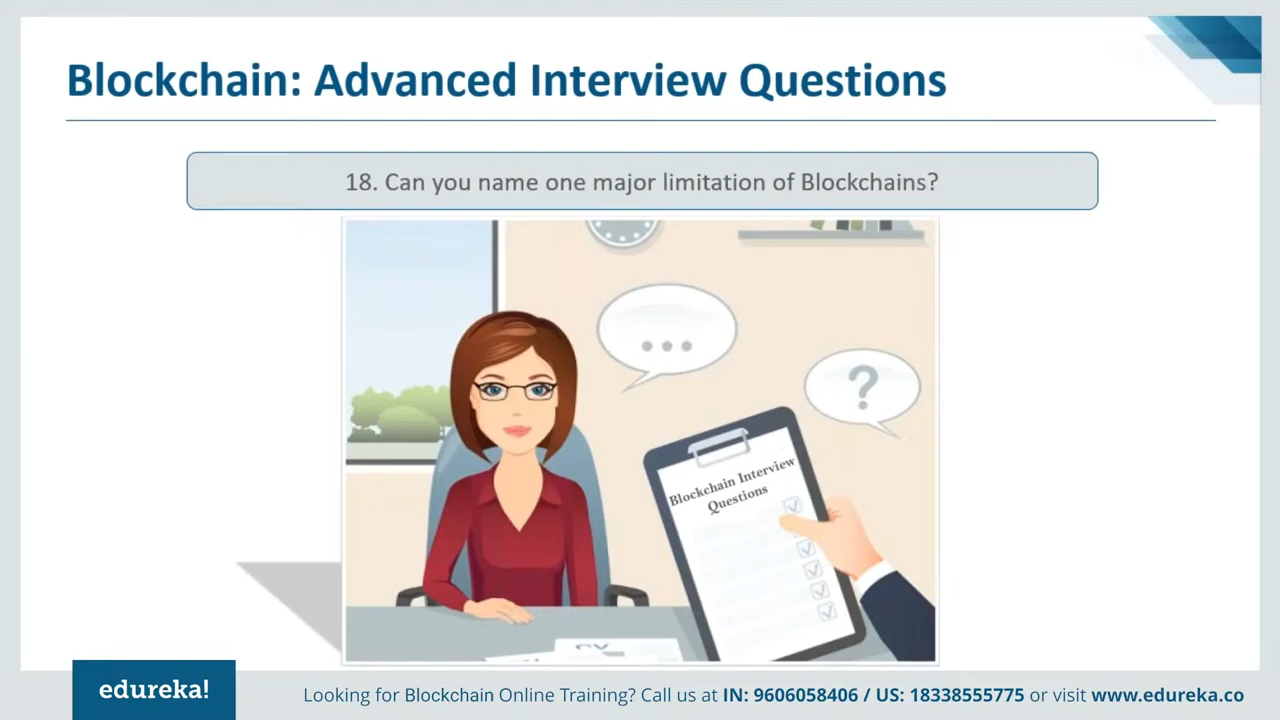 Blockchain: Advanced Interview Questions
18. Can you name one major limitation of Blockchains?
...
?
Blockchain Interview
Questions
CV
edureka!
Looking for Blockchain Online Training? Call us at IN: 9606058406 / US: 18338555775 or visit www.edureka.co